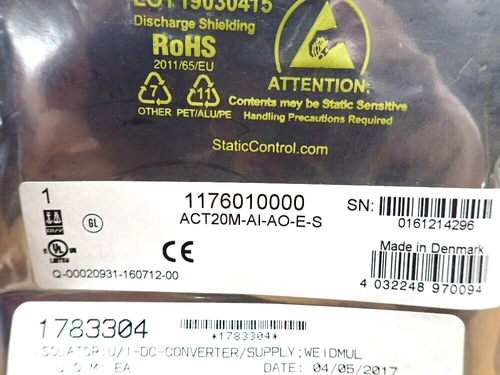 LOT 19030415
Discharge Shielding
RoHS
2011/65/EU
7
11
OTHER PET/ALU/PE
ATTENTION:
Contents may be Static Sensitive
Handling Precautions Required
StaticControl.com
1
1176010000
ACT20M-AI-AO-E-S
SN:
0161214296
GL
UL
LISTED
CE
Made in Denmark
Q-00020931-160712-00
4 032248 970094
1783304
*1783304*
ISOLATOR:U/I-DC-CONVERTER/SUPPLY;WEIDMUL
U.O.M: EA
DATE: 04/05/2017